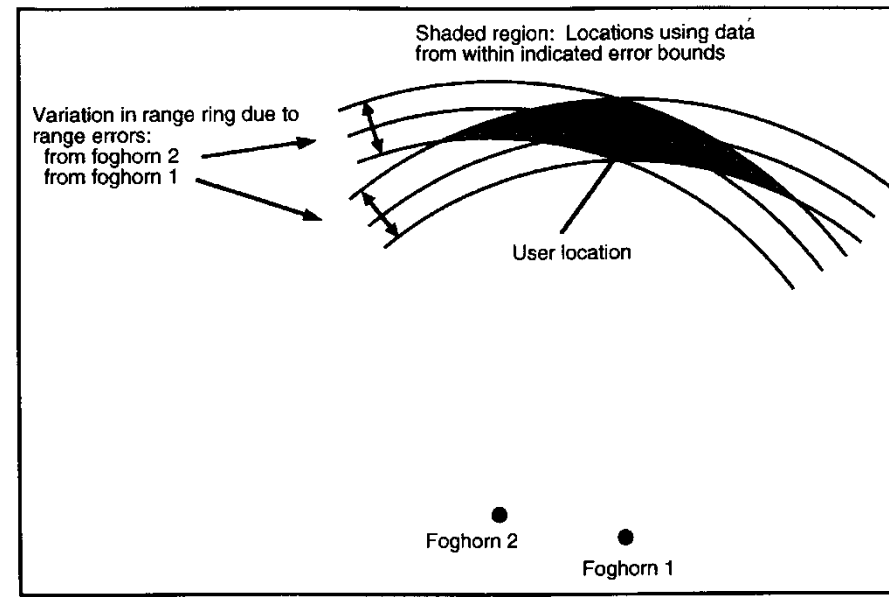 Shaded region: Locations using data
from within indicated error bounds
Variation in range ring due to
range errors:
from foghorn 2
from foghorn 1
User location
Foghorn 2
Foghorn 1